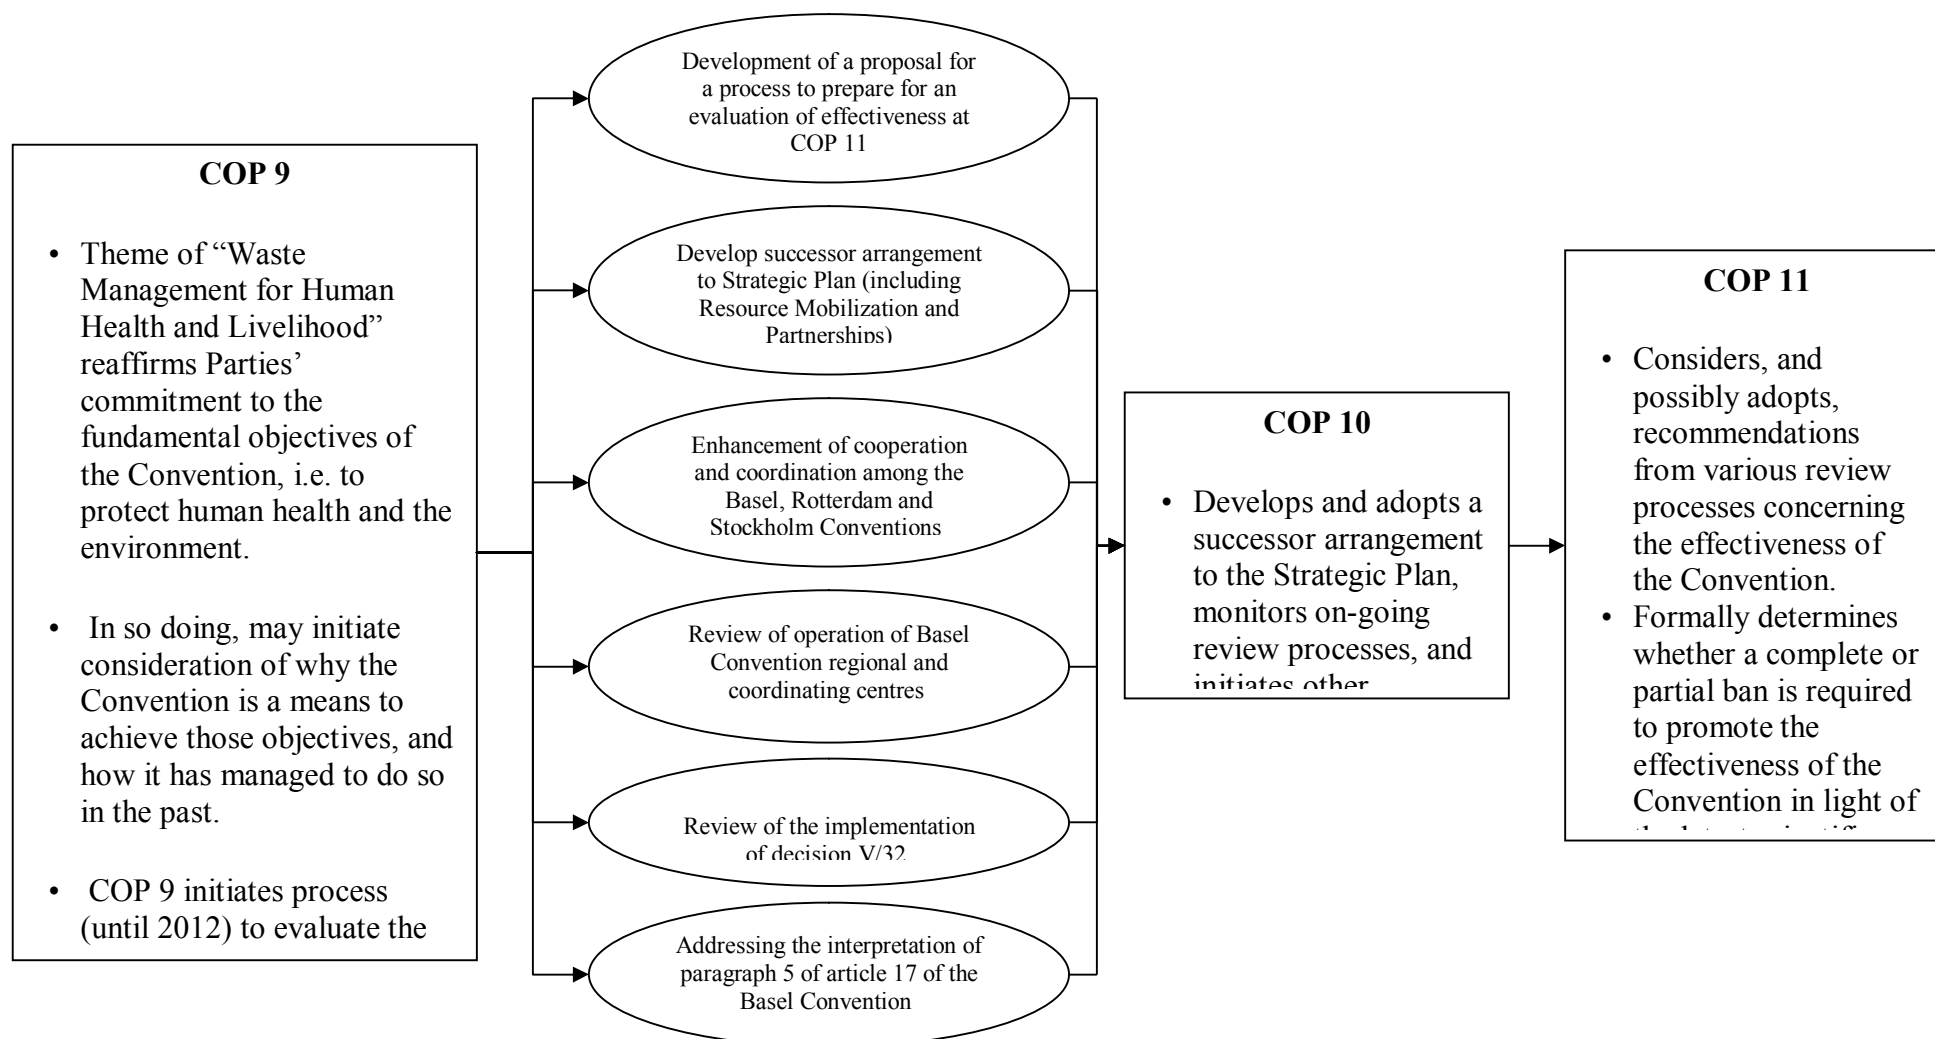 COP 9
• Theme of “Waste
Management for Human
Health and Livelihood”
reaffirms Parties’
commitment to the
fundamental objectives of
the Convention, i.e. to
protect human health and the
environment.
• In so doing, may initiate
consideration of why the
Convention is a means to
achieve those objectives, and
how it has managed to do so
in the past.
• COP 9 initiates process
(until 2012) to evaluate the
Development of a proposal for
a process to prepare for an
evaluation of effectiveness at
COP 11
Develop successor arrangement
to Strategic Plan (including
Resource Mobilization and
Partnerships)
Enhancement of cooperation
and coordination among the
Basel, Rotterdam and
Stockholm Conventions
Review of operation of Basel
Convention regional and
coordinating centres
Review of the implementation
of decision V/32
Addressing the interpretation of
paragraph 5 of article 17 of the
Basel Convention
COP 10
• Develops and adopts a
successor arrangement
to the Strategic Plan,
monitors on-going
review processes, and
initiates other
COP 11
• Considers, and
possibly adopts,
recommendations
from various review
processes concerning
the effectiveness of
the Convention.
• Formally determines
whether a complete or
partial ban is required
to promote the
effectiveness of the
Convention in light of